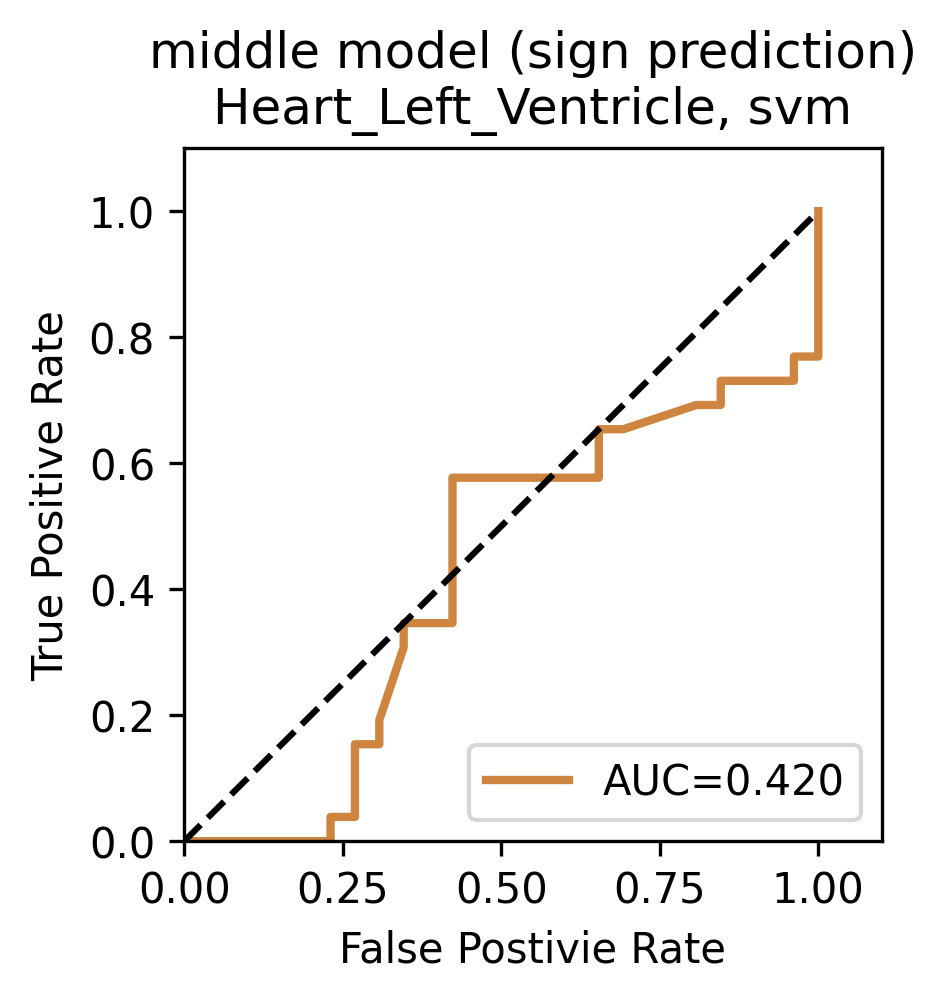 middle model (sign prediction)
Heart_Left_Ventricle, svm
True Positive Rate
1.0
0.8
0.6
0.4
0.2
0.0
AUC=0.420
0.00 0.25 0.50 0.75 1.00
False Postivie Rate